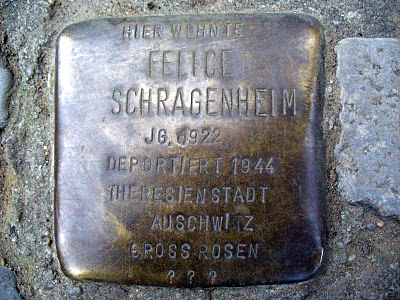 HIER WOHNTE
FELICE
SCHRAGENHEIM
JG. 1922
DEPORTIERT 1944
THERESIENSTADT
AUSCHWITZ
GROSS ROSEN
? ? ?